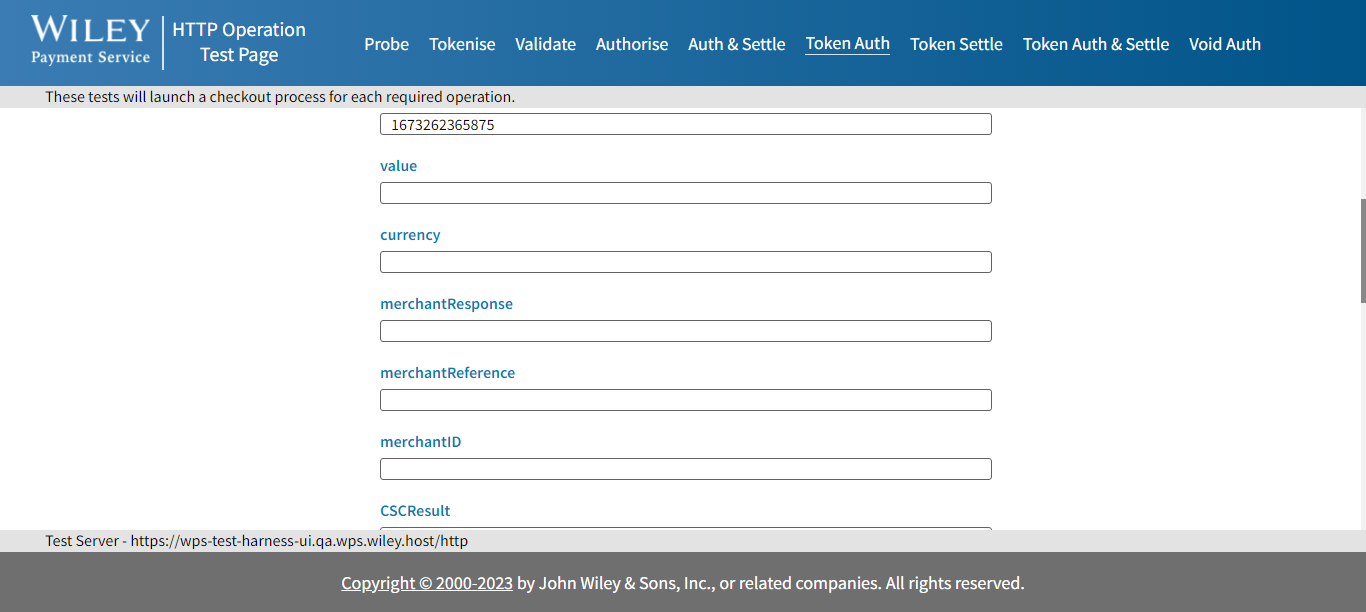 WILEY
Payment Service
HTTP Operation
Test Page
Probe Tokenise Validate Authorise Auth & Settle Token Auth Token Settle Token Auth & Settle Void Auth
These tests will launch a checkout process for each required operation.
1673262365875
value
currency
merchantResponse
merchantReference
merchantID
CSCResult
Test Server - https://wps-test-harness-ui.qa.wps.wiley.host/http
Copyright © 2000-2023 by John Wiley & Sons, Inc., or related companies. All rights reserved.